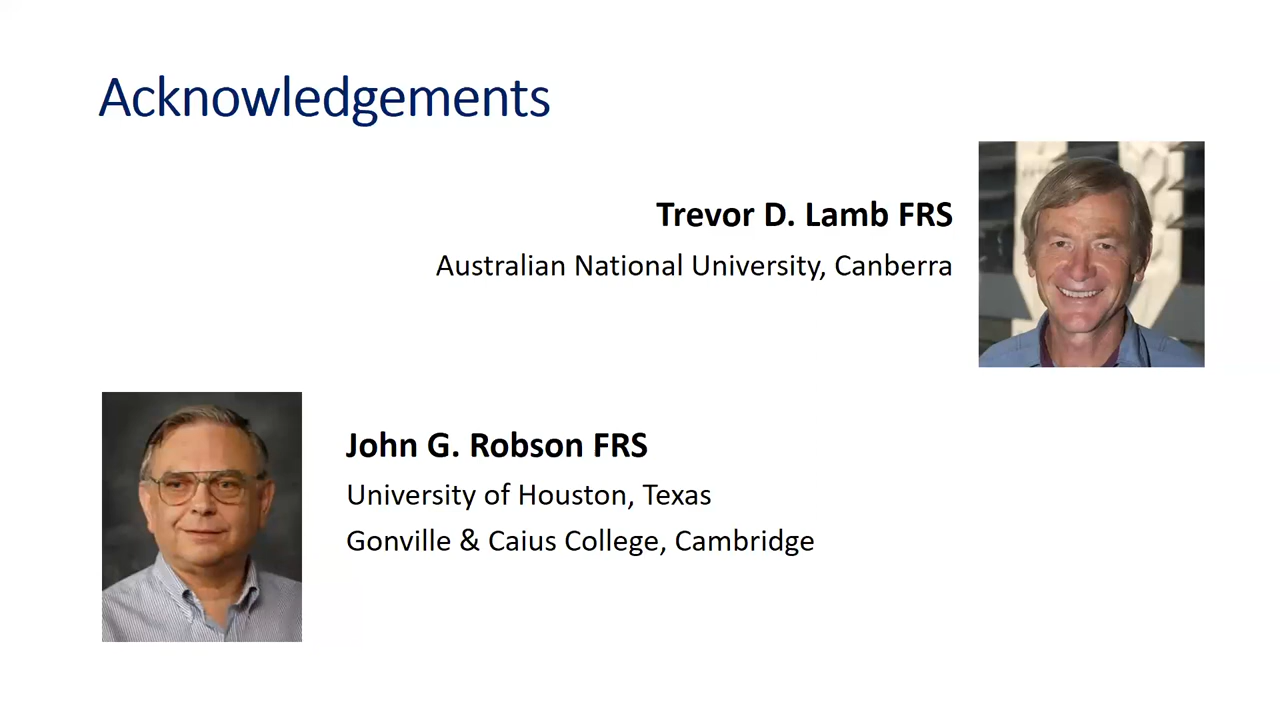 Acknowledgements
Trevor D. Lamb FRS
Australian National University, Canberra
John G. Robson FRS
University of Houston, Texas
Gonville & Caius College, Cambridge